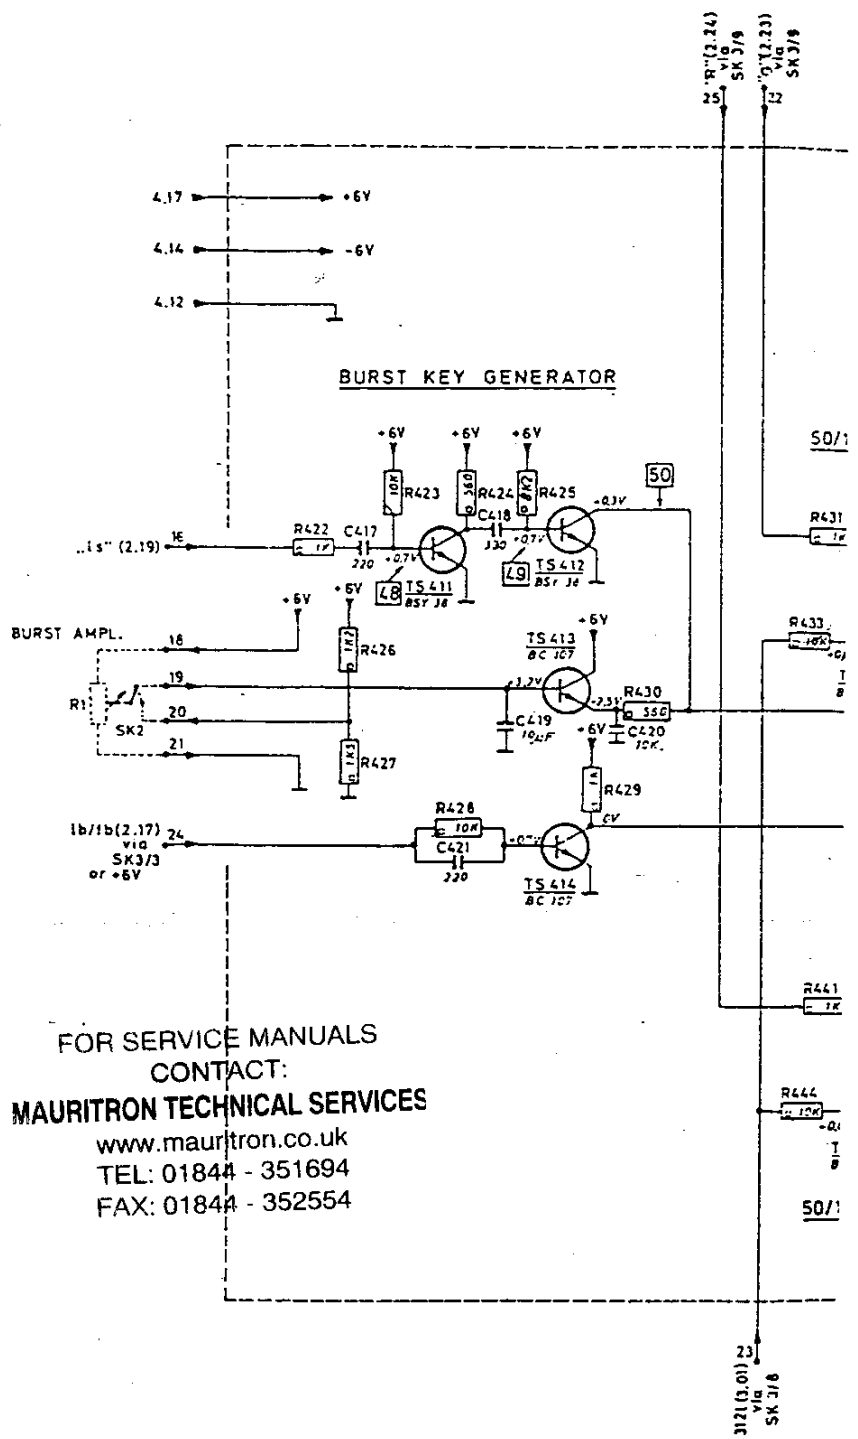 "R"(2.24)
via
SK3/9
25
"G"(2.23)
via
SK3/9
22
4.17
+6V
4.14
-6V
4.12
BURST KEY GENERATOR
+6V
+6V
+6V
50/1
10K
R423
560
R424
8K2
R425
50
+0,3V
R431
1K
„is" (2.19)
16
R422
1K
C417
220
+0,7V
C418
330
+0,7V
48
TS 411
BSY 38
49
TS 412
BSY 38
+6V
+6V
BURST AMPL.
18
1K2
R426
TS 413
BC 107
+6V
R433
10K
19
+3,2V
R1
SK2
20
C419
10µF
+2,5V
R430
560
C420
10K
21
1K5
R427
+6V
1K
R429
0V
1b/1b(2.17)
via
SK3/3
or +6V
24
R428
10K
C421
220
+0,7V
TS 414
BC 107
R441
1K
FOR SERVICE MANUALS
CONTACT:
MAURITRON TECHNICAL SERVICES
www.mauritron.co.uk
TEL: 01844 - 351694
FAX: 01844 - 352554
R444
10K
50/1
23
3121(3.01)
via
SK 3/8